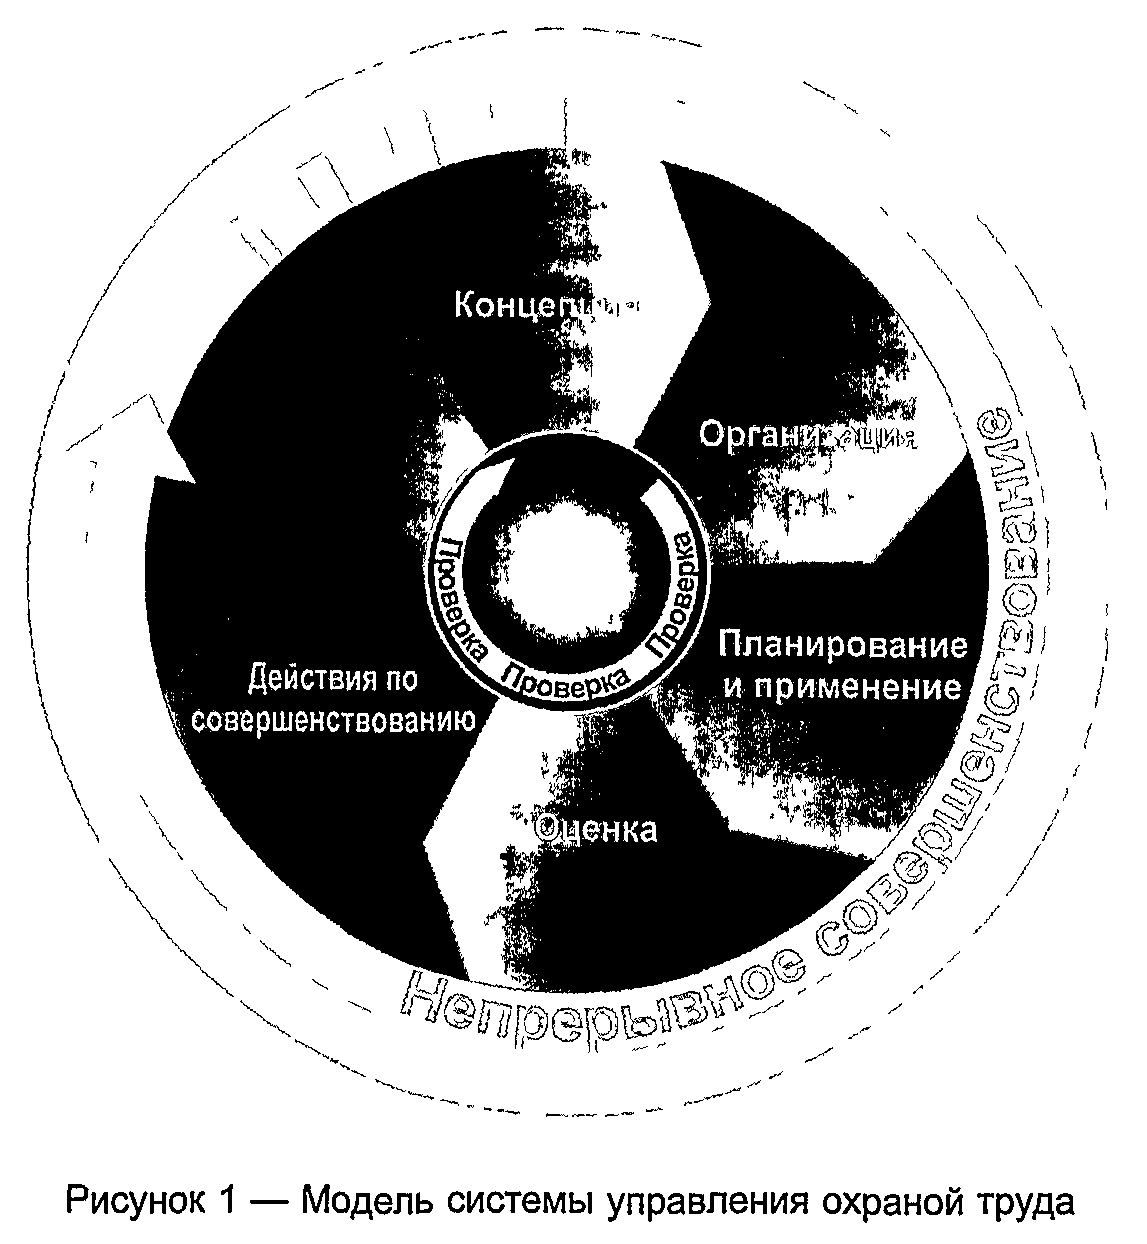 Концепция
Организация
Планирование
и применение
Оценка
Действия по
совершенствованию
Проверка
Проверка
Проверка
Непрерывное совершенствование
Рисунок 1 — Модель системы управления охраной труда